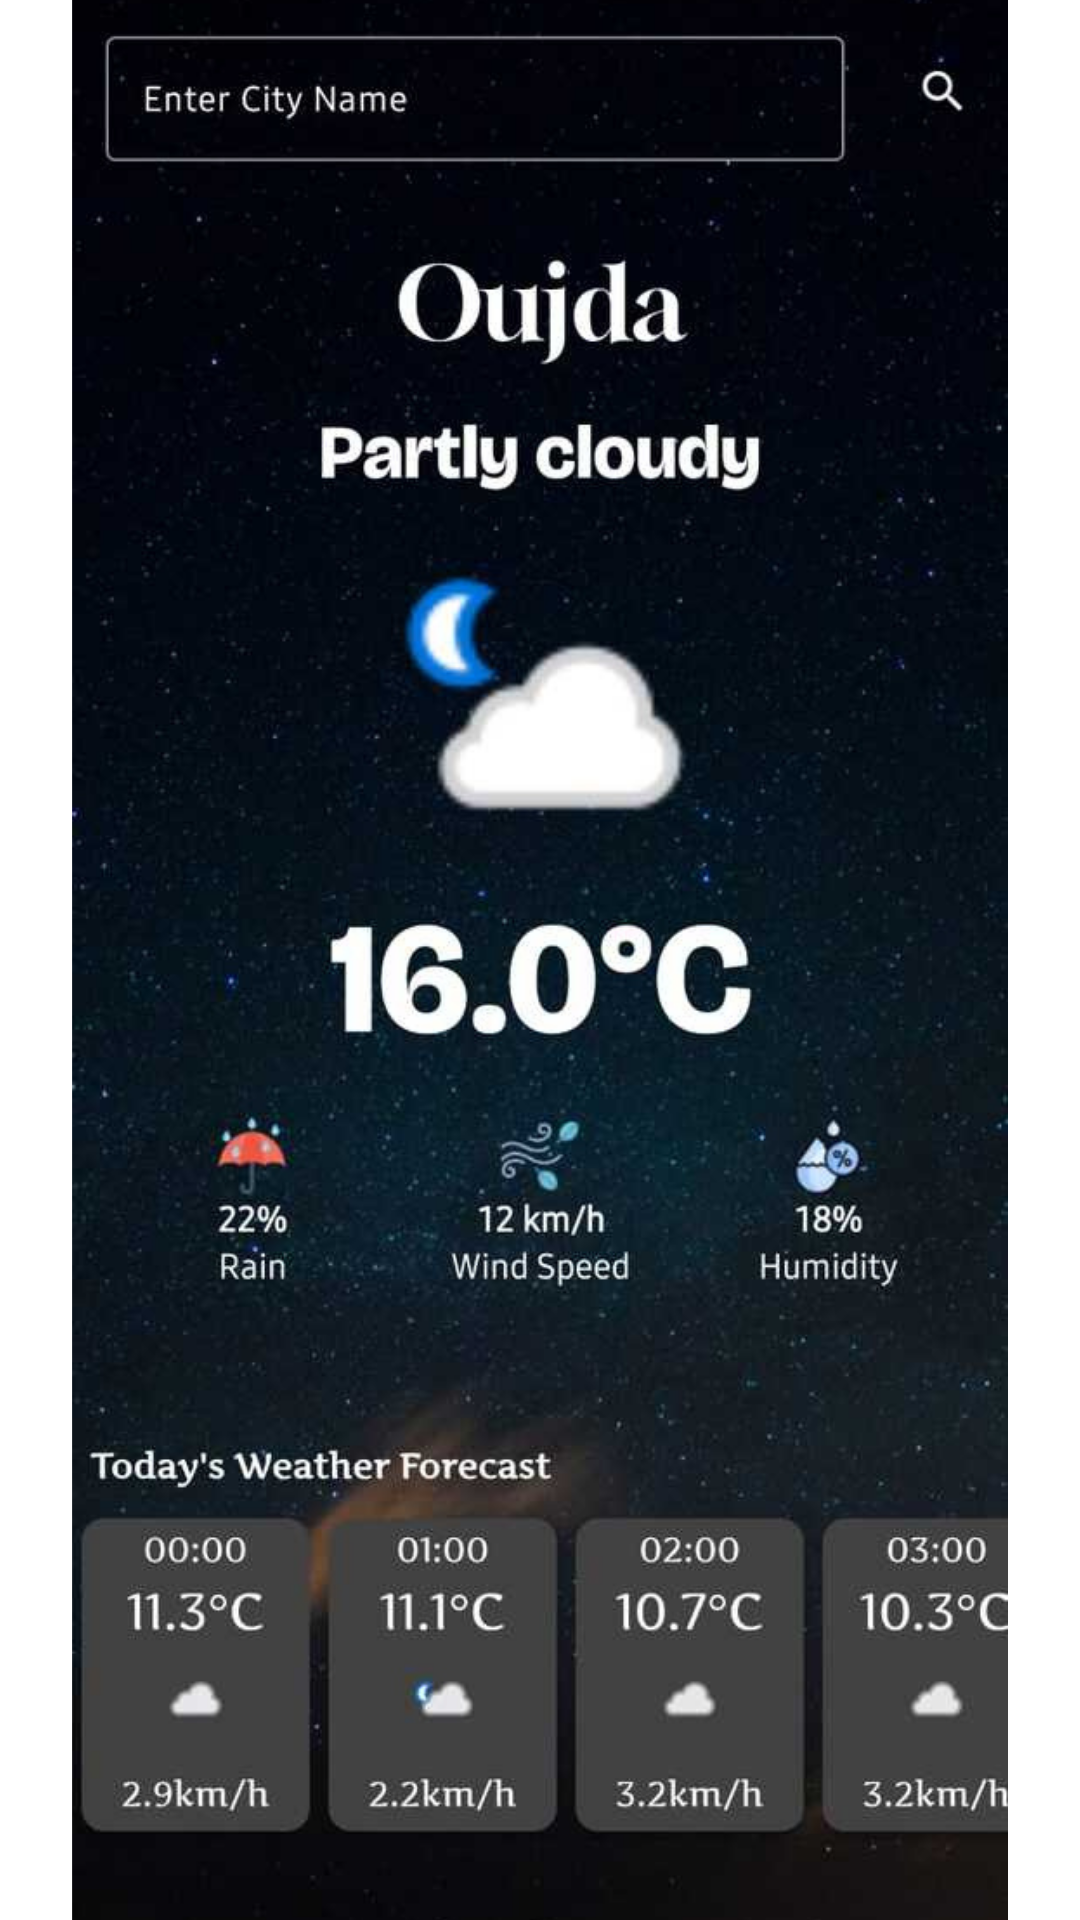 Enter City Name
Oujda
Partly cloudy
16.0°C
22% 12 km/h 18%
Rain Wind Speed Humidity
Today's Weather Forecast
00:00 01:00 02:00 03:00
11.3°C 11.1°C 10.7°C 10.3°C
2.9km/h 2.2km/h 3.2km/h 3.2km/h